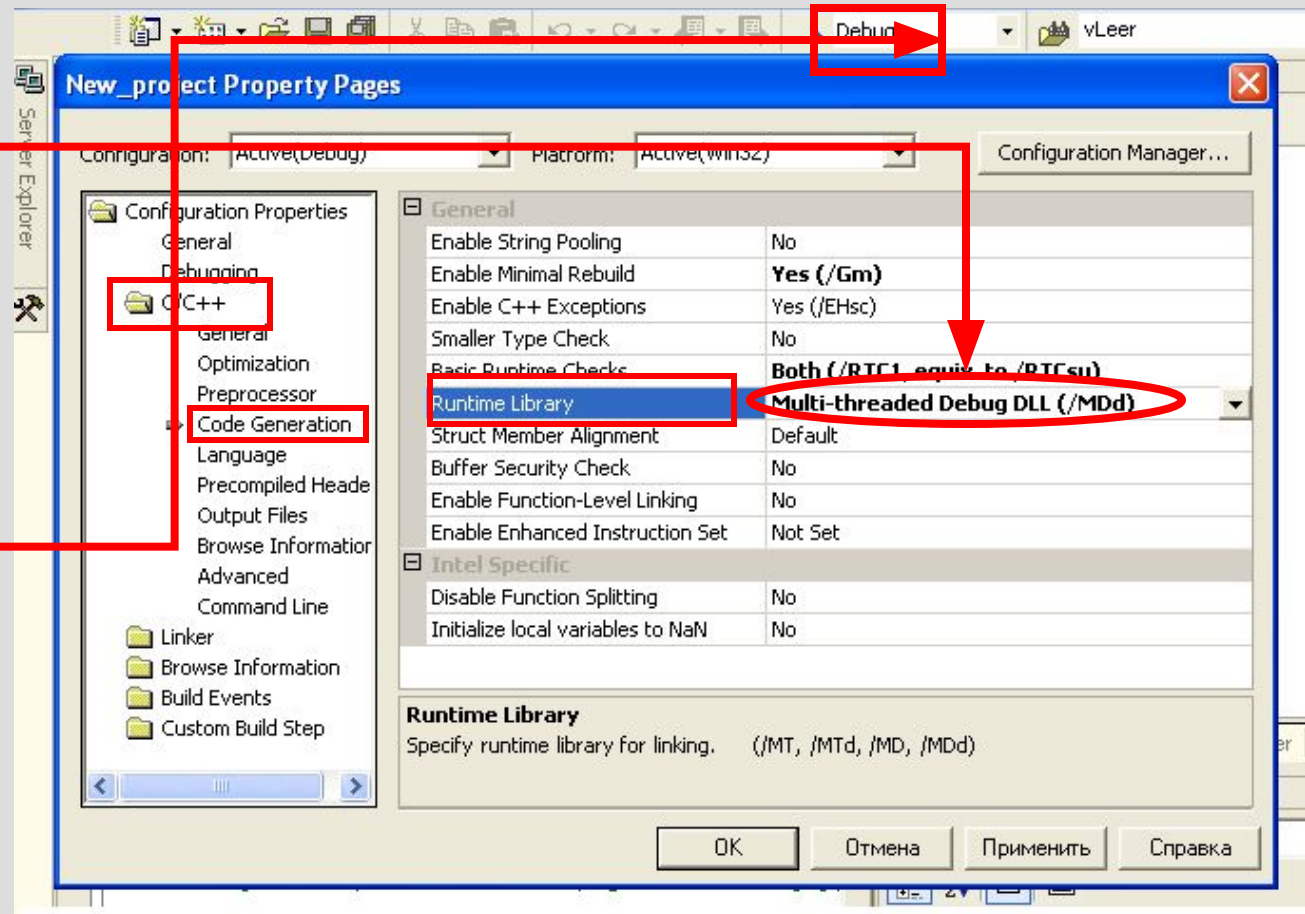 Debug vLeer
Server Explorer
New_project Property Pages
Configuration: Active(Debug) Platform: Active(Win32) Configuration Manager...
Configuration Properties
General
Debugging
C/C++
General
Optimization
Preprocessor
Code Generation
Language
Precompiled Heade
Output Files
Browse Informatior
Advanced
Command Line
Linker
Browse Information
Build Events
Custom Build Step
General
Enable String Pooling No
Enable Minimal Rebuild Yes (/Gm)
Enable C++ Exceptions Yes (/EHsc)
Smaller Type Check No
Basic Runtime Checks Both (/RTC1, equiv. to /RTCsu)
Runtime Library Multi-threaded Debug DLL (/MDd)
Struct Member Alignment Default
Buffer Security Check No
Enable Function-Level Linking No
Enable Enhanced Instruction Set Not Set
Intel Specific
Disable Function Splitting No
Initialize local variables to NaN No
Runtime Library
Specify runtime library for linking. (/MT, /MTd, /MD, /MDd)
er
OK Отмена Применить Справка